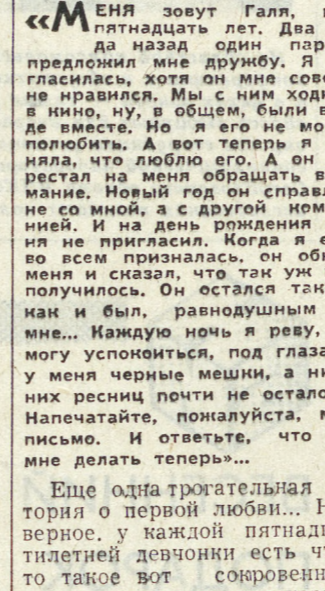 «МЕНЯ зовут Галя,
пятнадцать лет. Два
да назад один пар
предложил мне дружбу. Я
гласилась, хотя он мне сов
не нравился. Мы с ним ход
в кино, ну, в общем, были в
де вместе. Но я его не мо
полюбить. А вот теперь я
няла, что люблю его. А он
рестал на меня обращать в
мание. Новый год он справл
не со мной, а с другой ком
нией. И на день рождения
ня не пригласил. Когда я е
во всем призналась. он об
меня и сказал, что так уж
получилось. Он остался так
как и был, равнодушным
мне... Каждую ночь я реву,
могу успокоиться, под глаза
у меня черные мешки, а ни
них ресниц почти не остало
Напечатайте, пожалуйста, м
письмо. И ответьте, что
мне делать теперь»...
Еще одна трогательная
тория о первой любви... Н
верное. у каждой пятнад
тилетней девчонки есть чт
то такое вот сокровенн